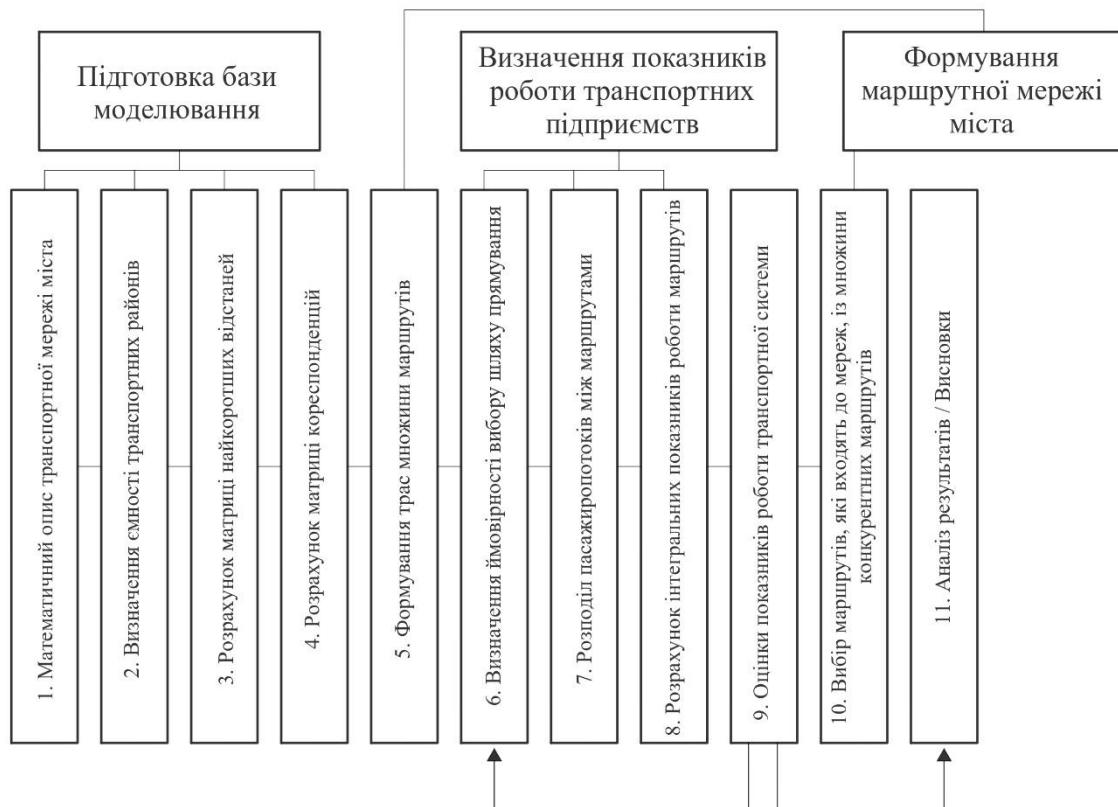 Підготовка бази
моделювання
Визначення показників
роботи транспортних
підприємств
Формування
маршрутної мережі
міста
1. Математичний опис транспортної мережі міста
2. Визначення ємності транспортних районів
3. Розрахунок матриці найкоротших відстаней
4. Розрахунок матриці кореспонденцій
5. Формування трас множини маршрутів
6. Визначення ймовірності вибору шляху прямування
7. Розподіл пасажиропотоків між маршрутами
8. Розрахунок інтегральних показників роботи маршрутів
9. Оцінки показників роботи транспортної системи
10. Вибір маршрутів, які входять до мереж, із множини
конкурентних маршрутів
11. Аналіз результатів / Висновки